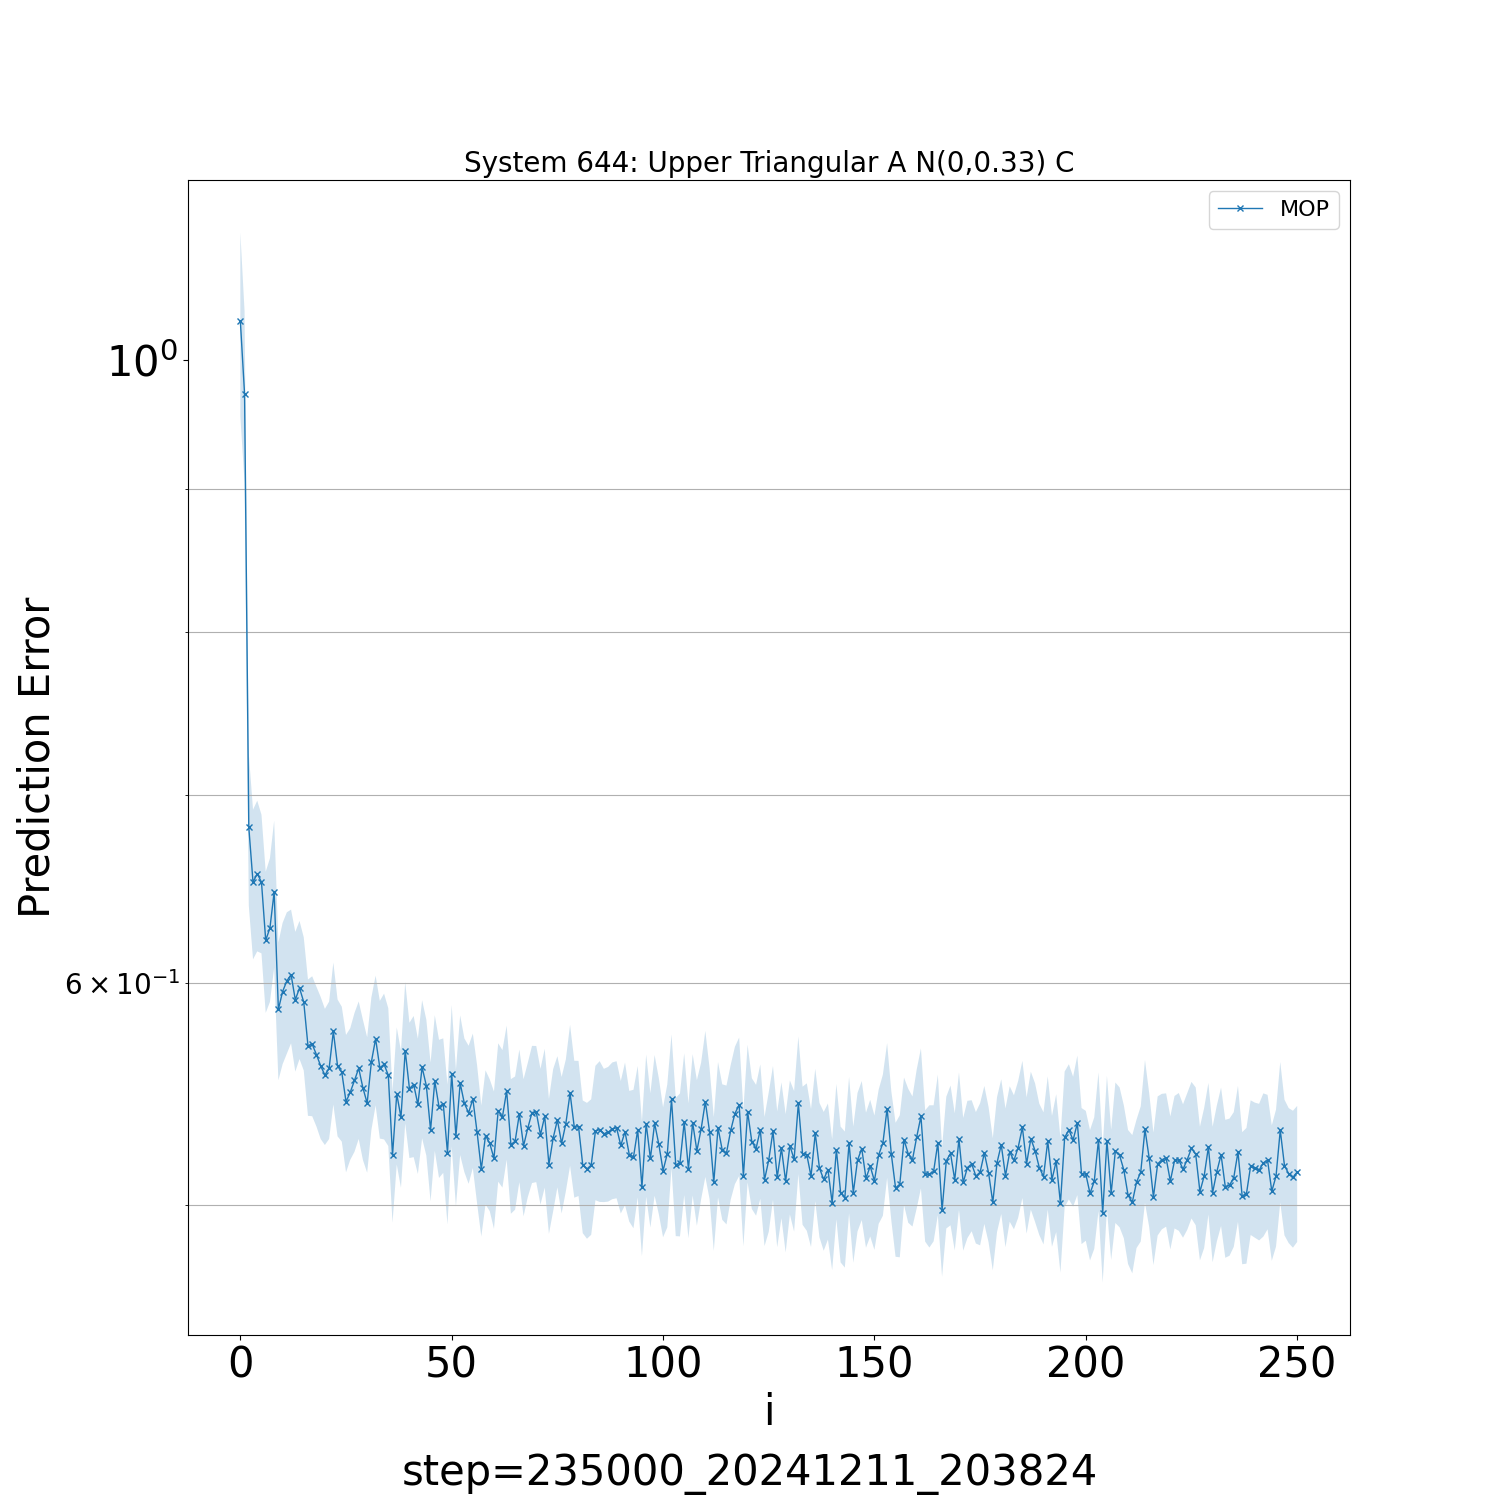 System 644: Upper Triangular A N(0,0.33) C
MOP
10⁰
6 × 10⁻¹
Prediction Error
0 50 100 150 200 250
i
step=235000_20241211_203824